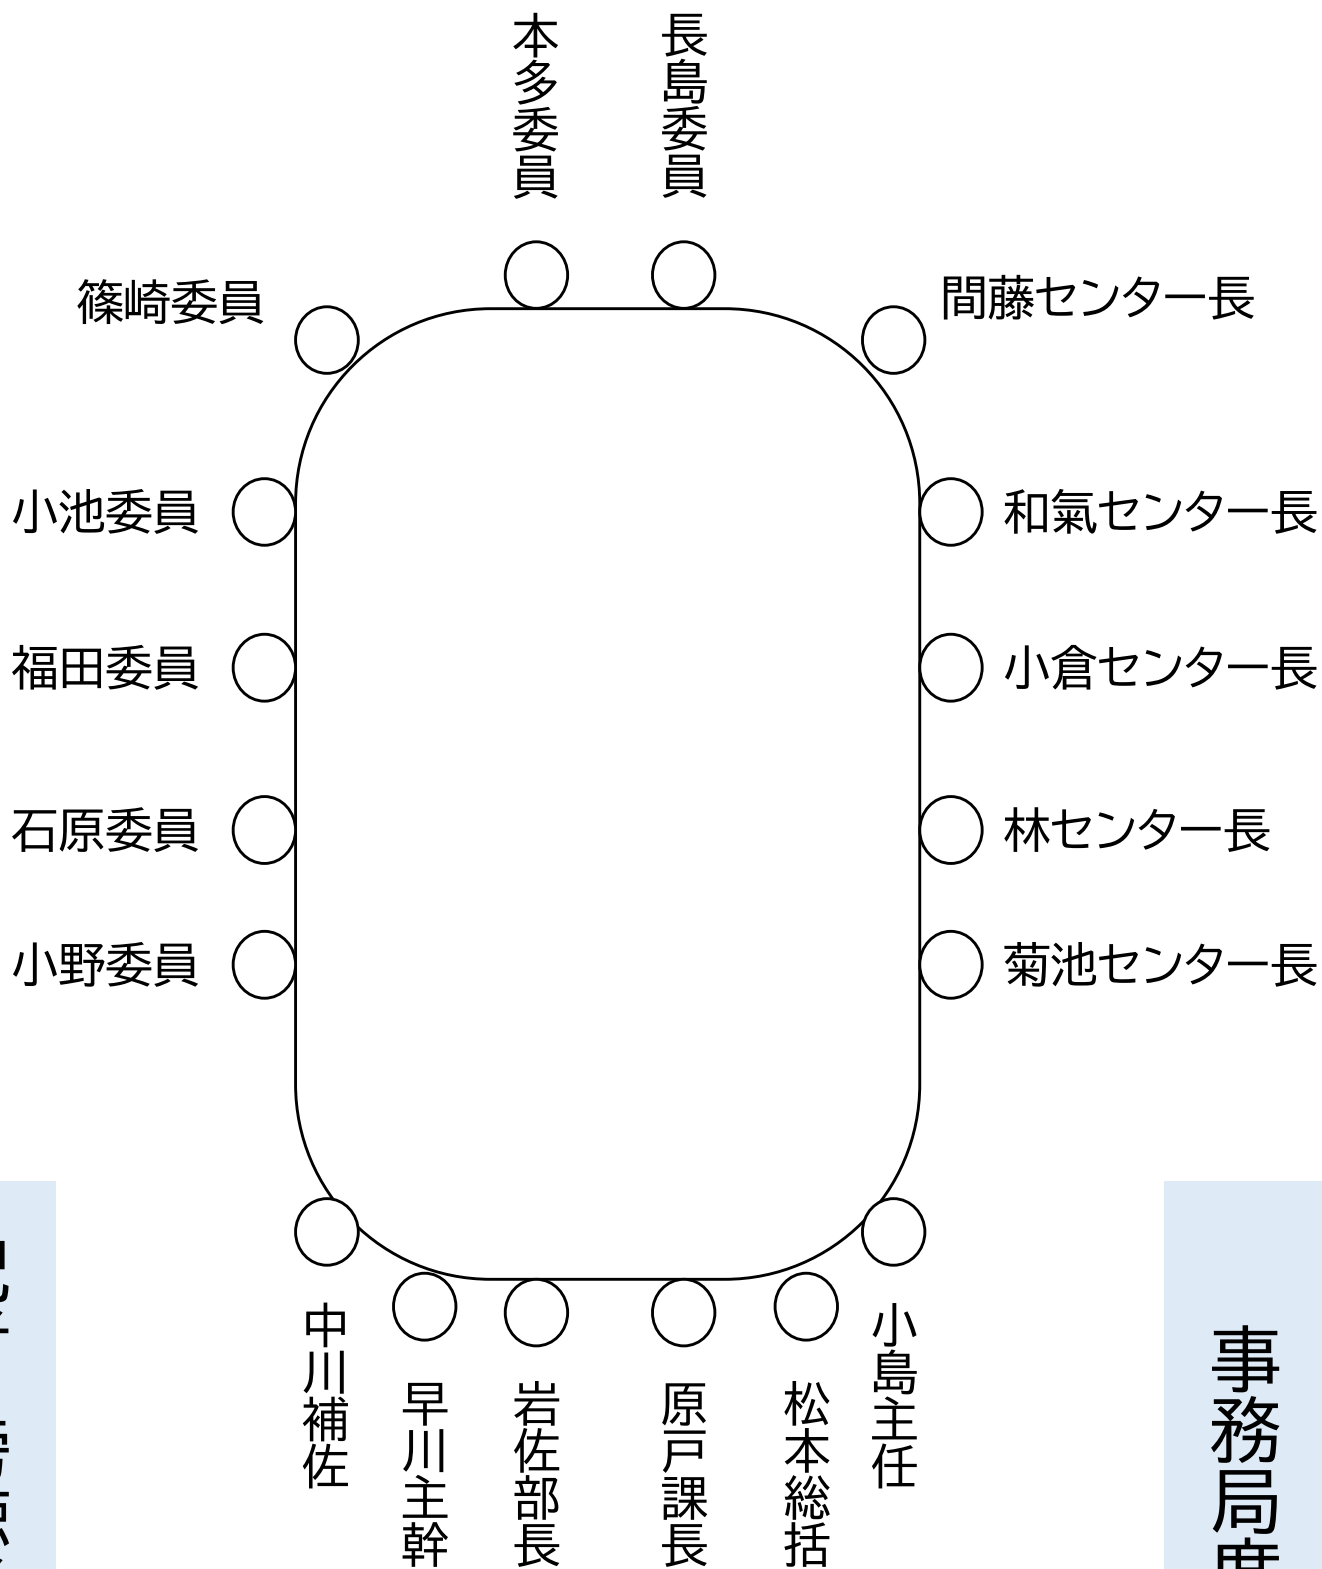 本多委員
長島委員
篠崎委員
間藤センター長
小池委員
和氣センター長
福田委員
小倉センター長
石原委員
林センター長
小野委員
菊池センター長
中川補佐
早川主幹
岩佐部長
原戸課長
松本総括
小島主任
事務局席